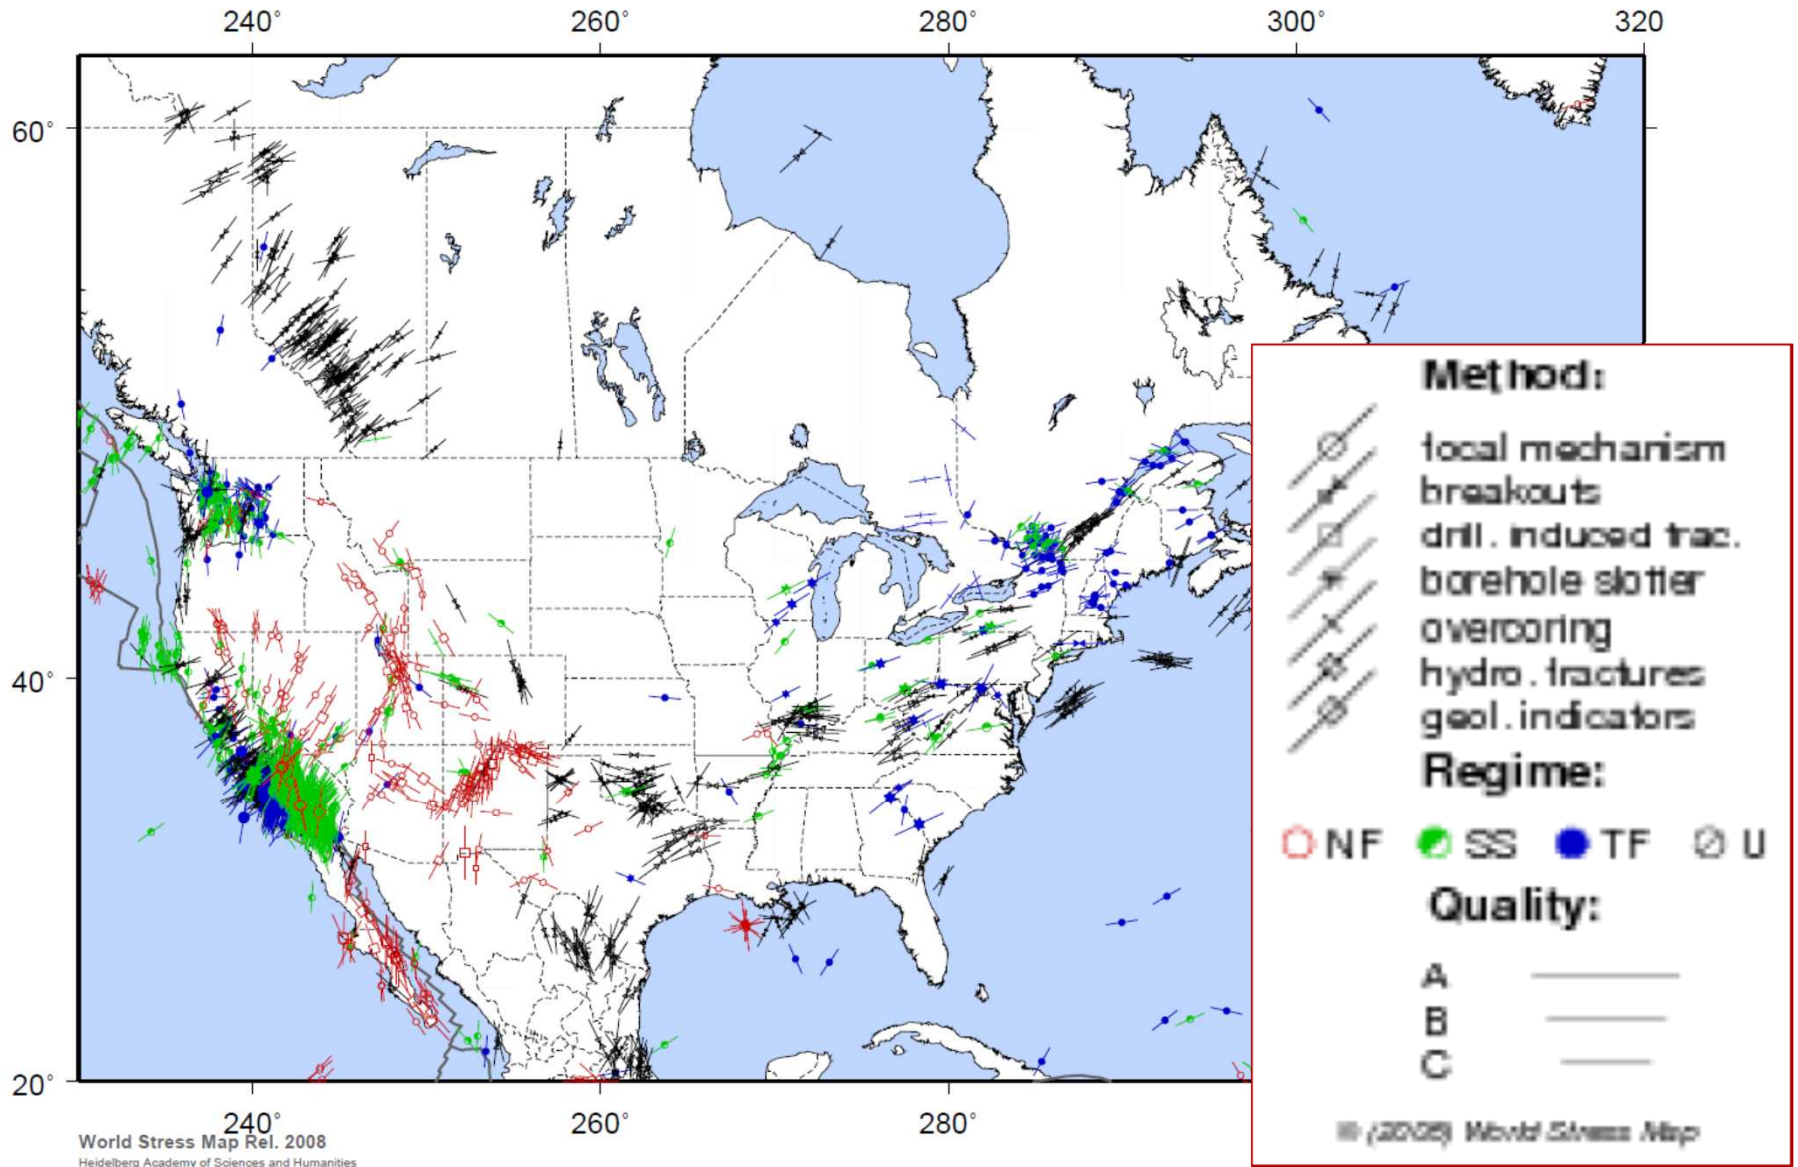 240° 260° 280° 300° 320
60°
40°
20°
240° 260° 280°
World Stress Map Rel. 2008
Heidelberg Academy of Sciences and Humanities
Method:
focal mechanism
breakouts
drill. induced frac.
borehole slotter
overcoring
hydro. fractures
geol. indicators
Regime:
NF SS TF U
Quality:
A
B
C
© (2008) World Stress Map